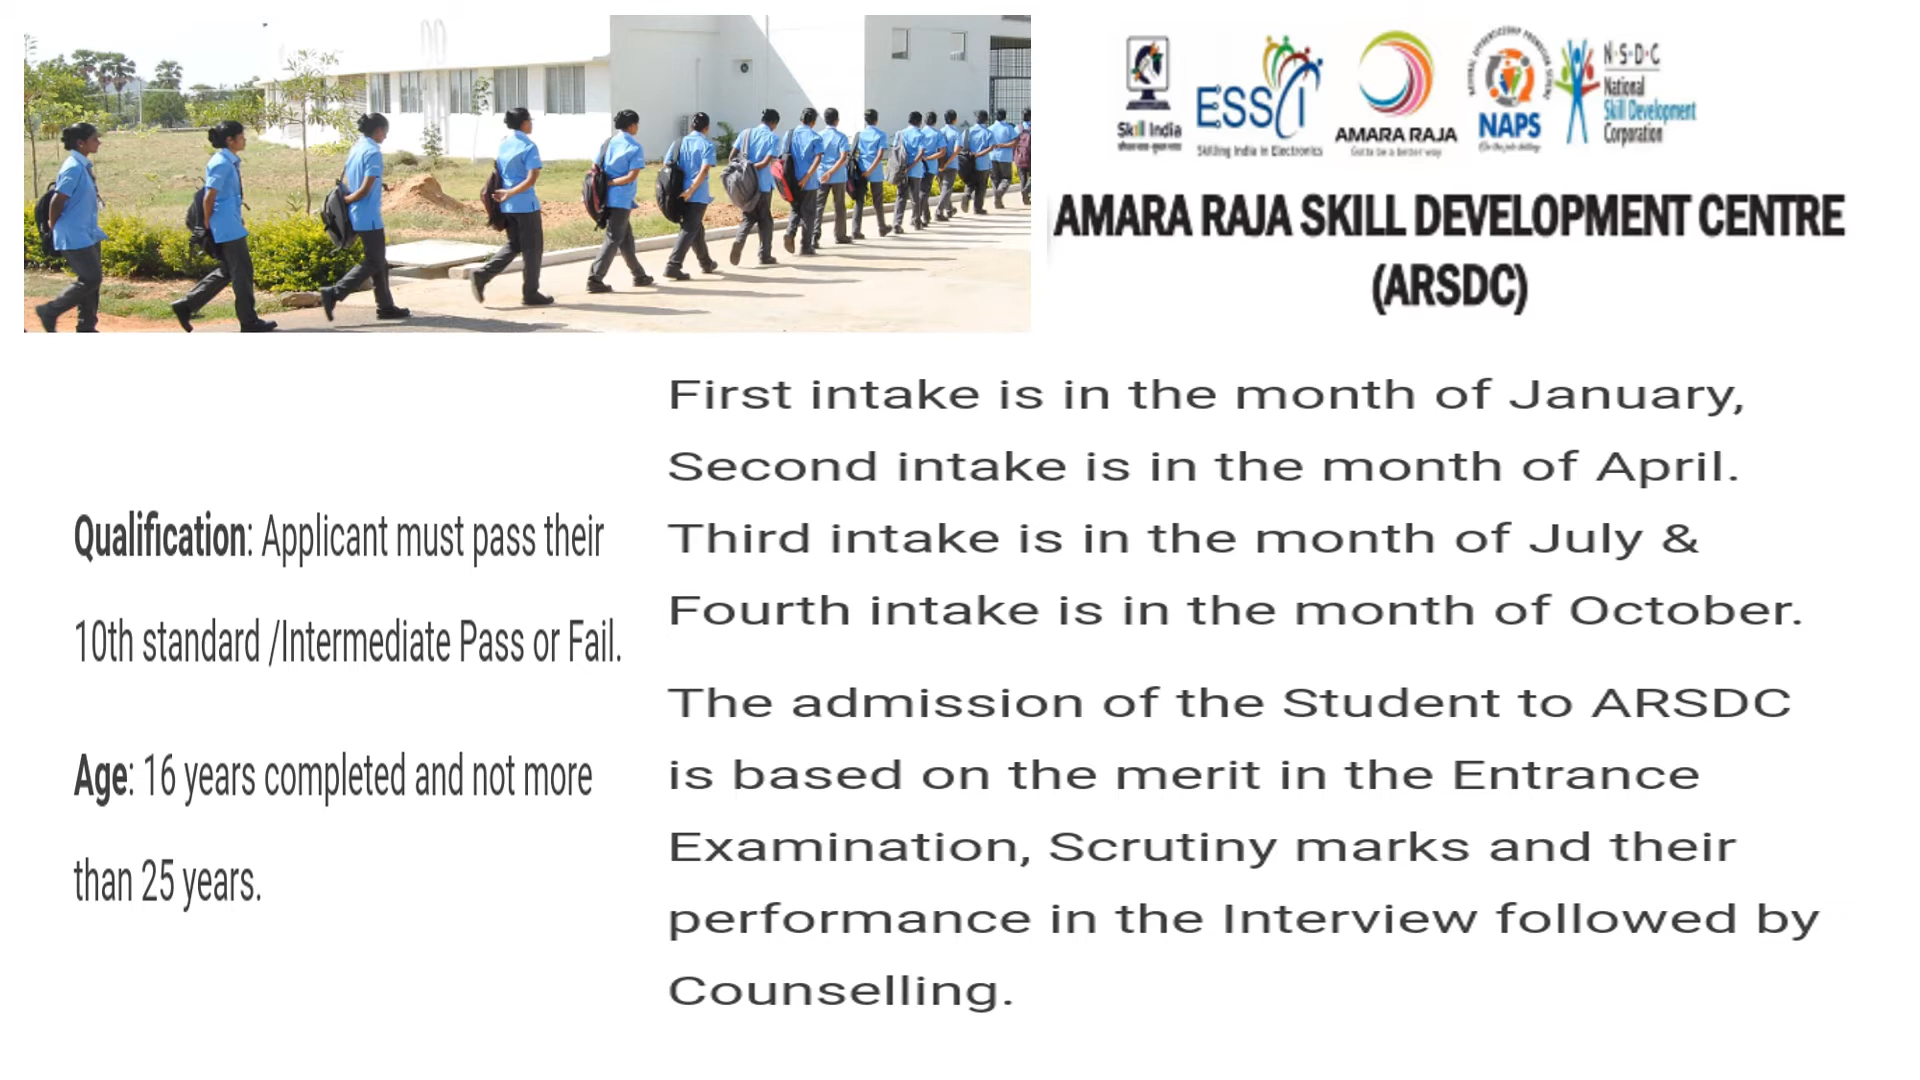 Skill India
ESSCI
Skilling India in Electronics
AMARA RAJA
Gotta be a better way
NAPS
N·S·D·C
National
Skill Development
Corporation
AMARA RAJA SKILL DEVELOPMENT CENTRE
(ARSDC)
Qualification: Applicant must pass their
10th standard /Intermediate Pass or Fail.
Age: 16 years completed and not more
than 25 years.
First intake is in the month of January,
Second intake is in the month of April.
Third intake is in the month of July &
Fourth intake is in the month of October.
The admission of the Student to ARSDC
is based on the merit in the Entrance
Examination, Scrutiny marks and their
performance in the Interview followed by
Counselling.